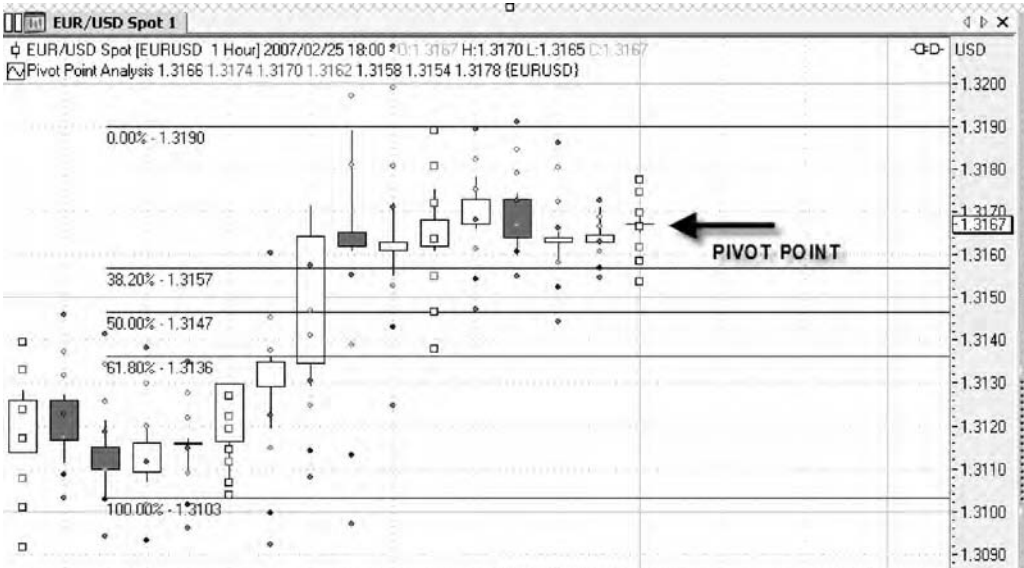 EUR/USD Spot 1
EUR/USD Spot [EURUSD 1 Hour] 2007/02/25 18:00 O:1.3167 H:1.3170 L:1.3165 C:1.3167
USD
Pivot Point Analysis 1.3166 1.3174 1.3170 1.3162 1.3158 1.3154 1.3178 {EURUSD}
1.3200
1.3190
0.00% - 1.3190
1.3180
1.3170
1.3167
PIVOT POINT
1.3160
38.20% - 1.3157
1.3150
50.00% - 1.3147
1.3140
61.80% - 1.3136
1.3130
1.3120
1.3110
100.00% - 1.3103
1.3100
1.3090